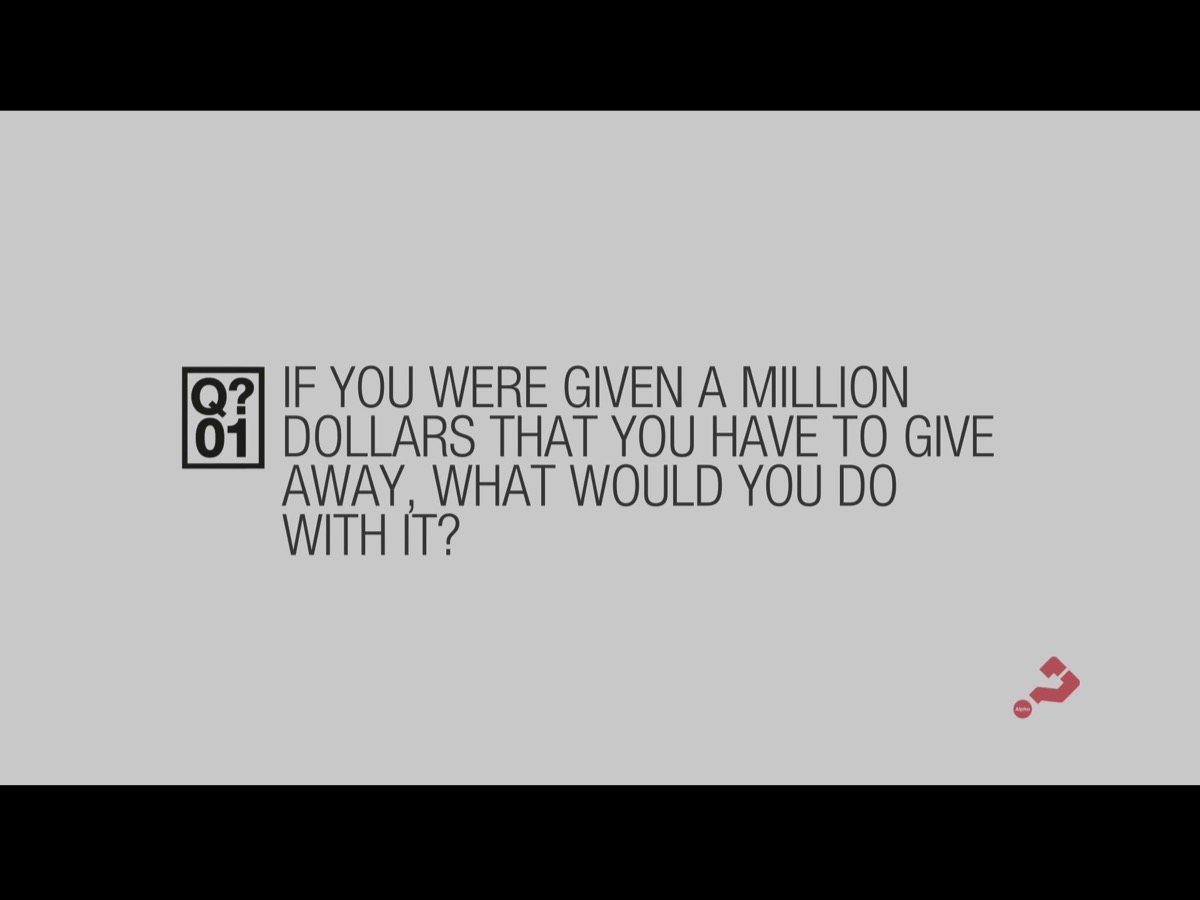 Q?
01
IF YOU WERE GIVEN A MILLION
DOLLARS THAT YOU HAVE TO GIVE
AWAY, WHAT WOULD YOU DO
WITH IT?
Alpha